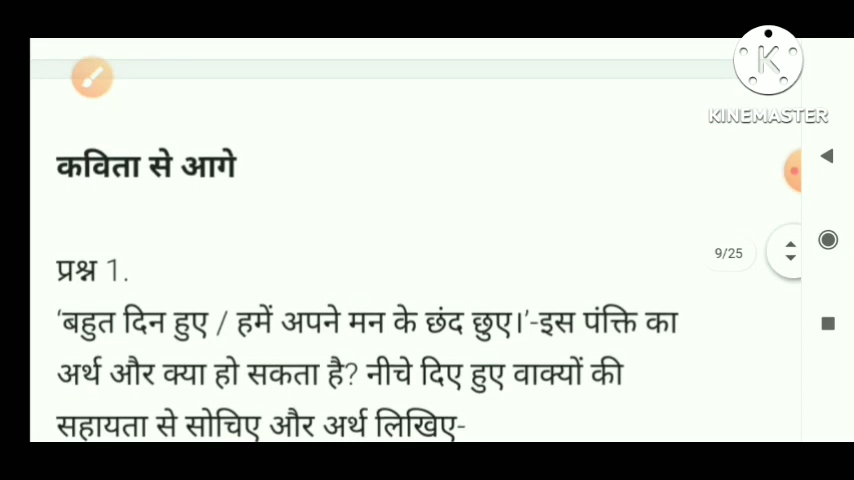 KINEMASTER
कविता से आगे
9/25
प्रश्न 1.
‘बहुत दिन हुए / हमें अपने मन के छंद छुए।’-इस पंक्ति का
अर्थ और क्या हो सकता है? नीचे दिए हुए वाक्यों की
सहायता से सोचिए और अर्थ लिखिए-